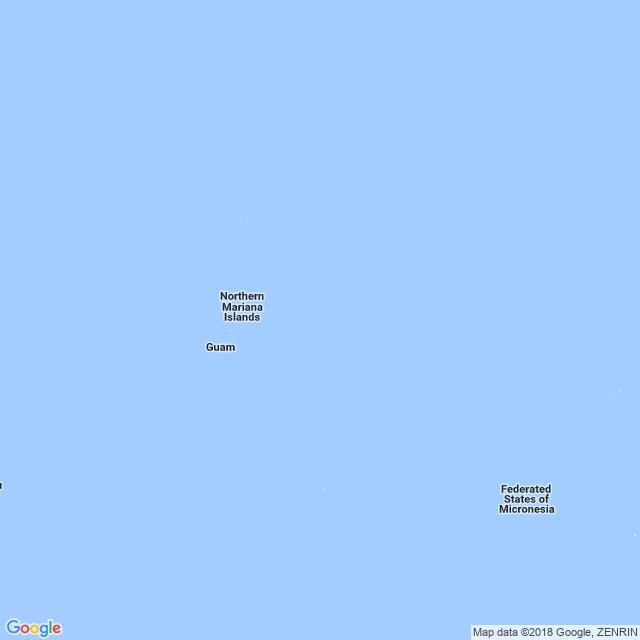 Northern
Mariana
Islands
Guam
Federated
States of
Micronesia
Google
Map data ©2018 Google, ZENRIN